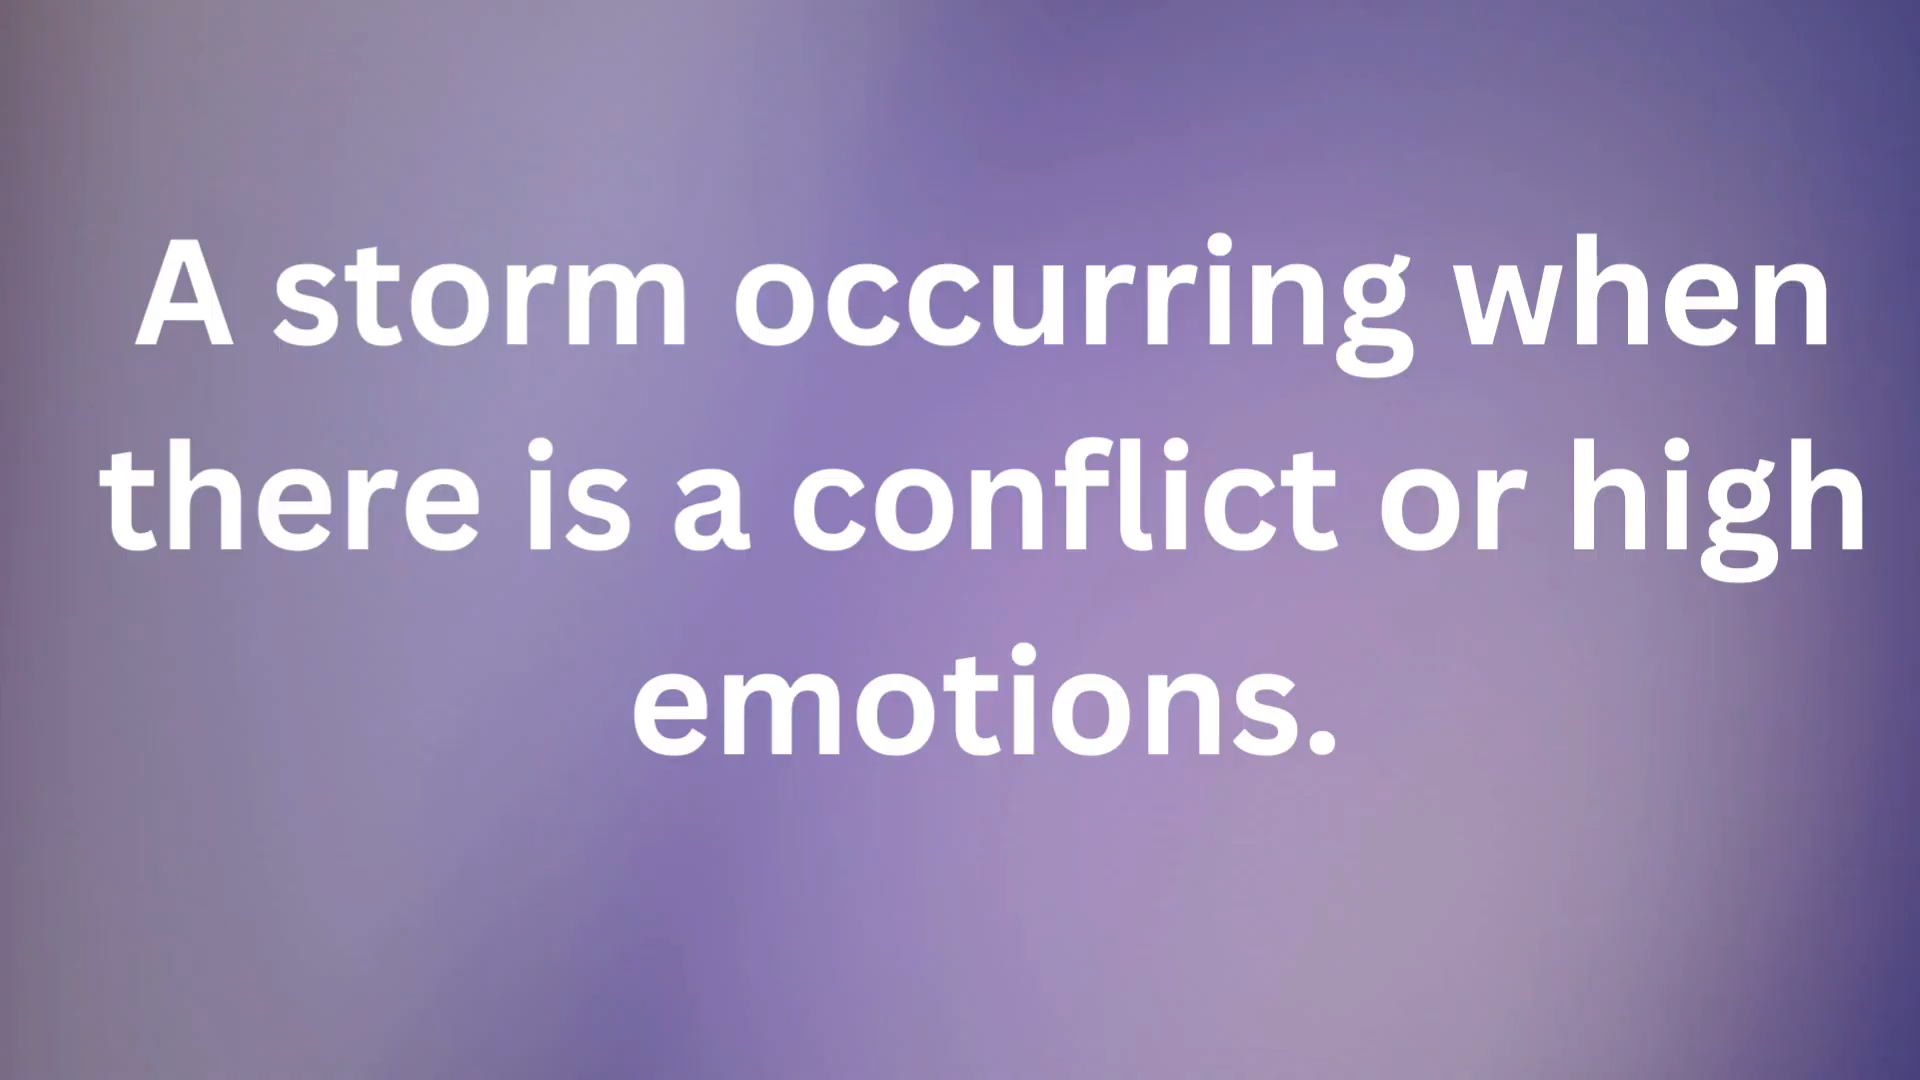 A storm occurring when
there is a conflict or high
emotions.